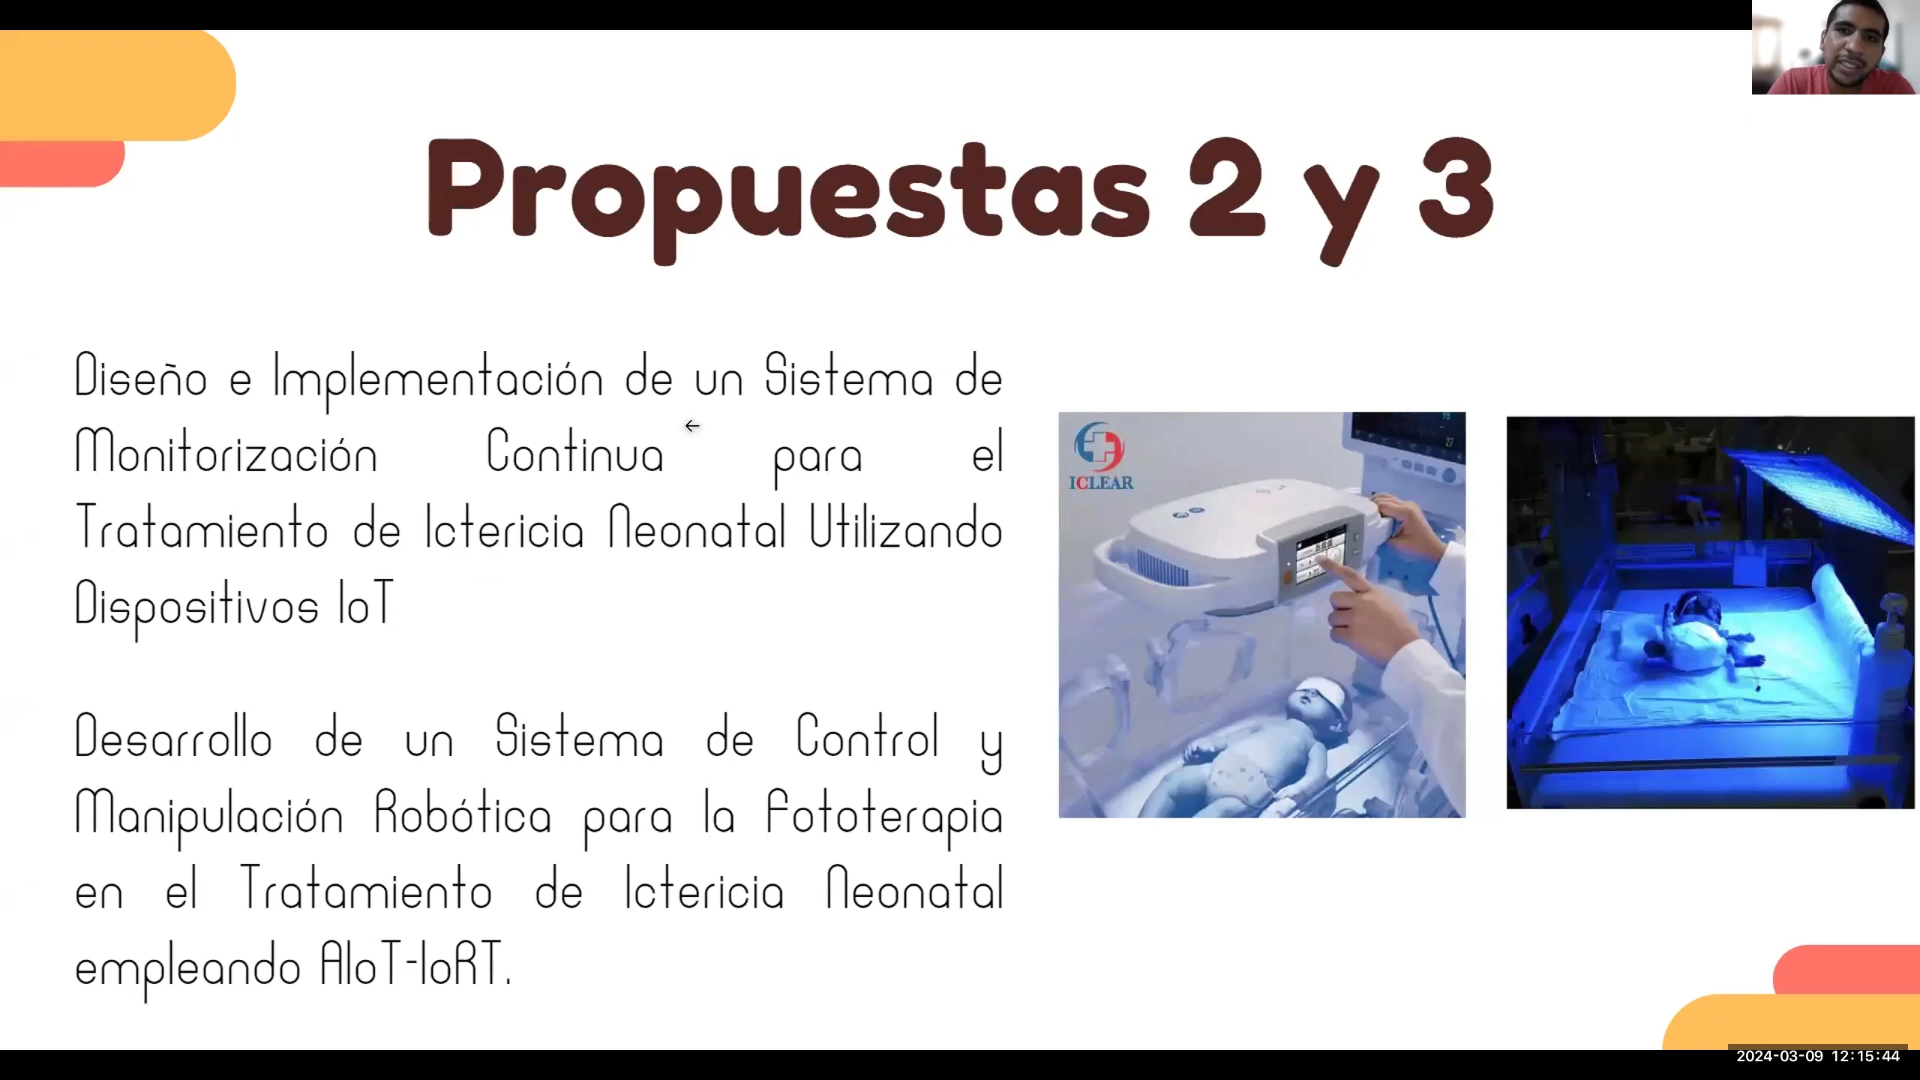 Propuestas 2 y 3
Diseño e Implementación de un Sistema de
Monitorización Continua para el
Tratamiento de Ictericia Neonatal Utilizando
Dispositivos IoT
Desarrollo de un Sistema de Control y
Manipulación Robótica para la Fototerapia
en el Tratamiento de Ictericia Neonatal
empleando AIoT-IoRT.
ICLEAR
2024-03-09 12:15:44